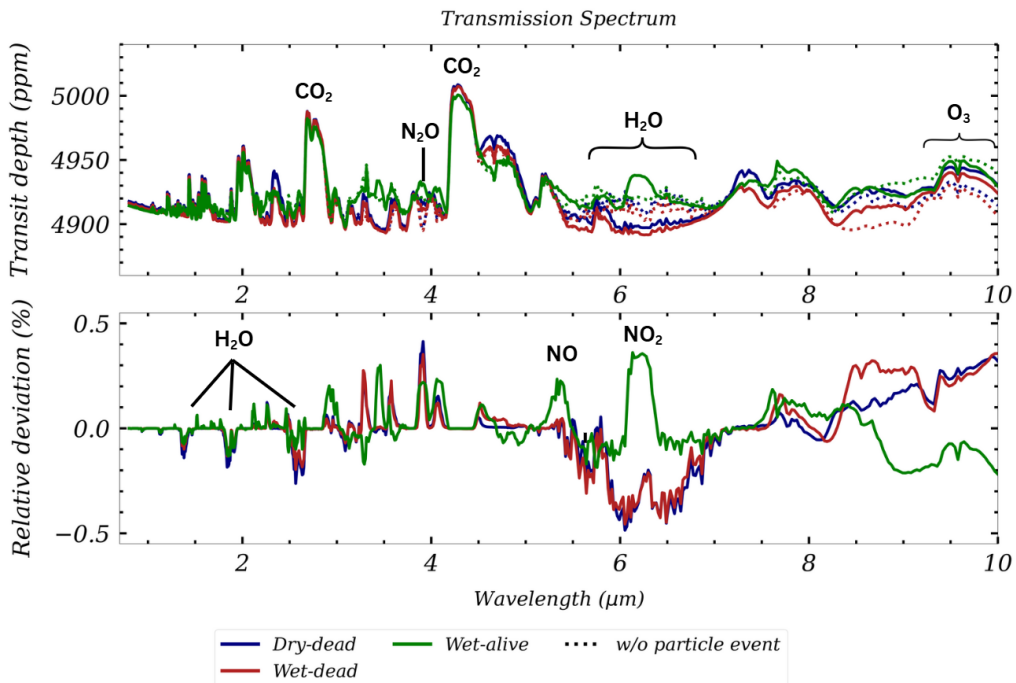 Transmission Spectrum
Transit depth (ppm)
5000
4950
4900
CO₂
N₂O
CO₂
H₂O
O₃
2 4 6 8 10
Relative deviation (%)
0.5
0.0
−0.5
H₂O
NO
NO₂
2 4 6 8 10
Wavelength (μm)
Dry-dead Wet-alive w/o particle event
Wet-dead